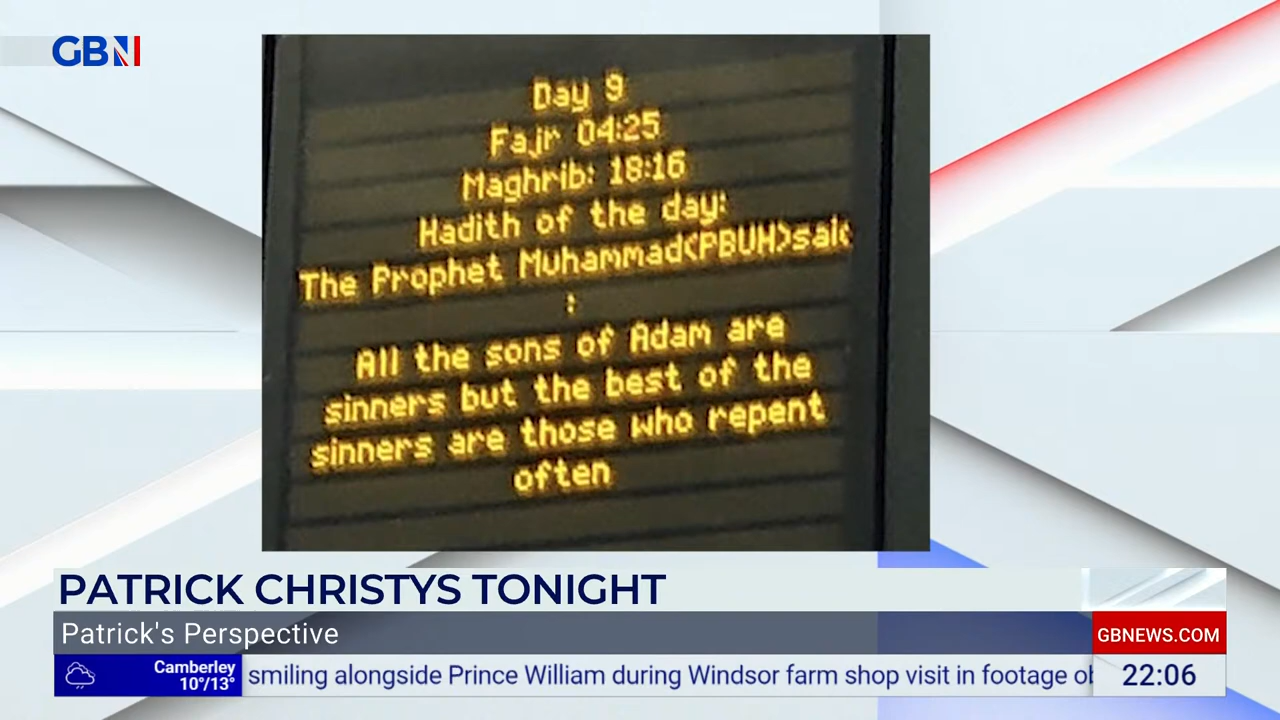 GBN
Day 9
Fajr 04:25
Maghrib: 18:16
Hadith of the day:
The Prophet Muhammad(PBUH)said
:
All the sons of Adam are
sinners but the best of the
sinners are those who repent
often
PATRICK CHRISTYS TONIGHT
Patrick's Perspective
GBNEWS.COM
Camberley
10°/13°
smiling alongside Prince William during Windsor farm shop visit in footage
22:06